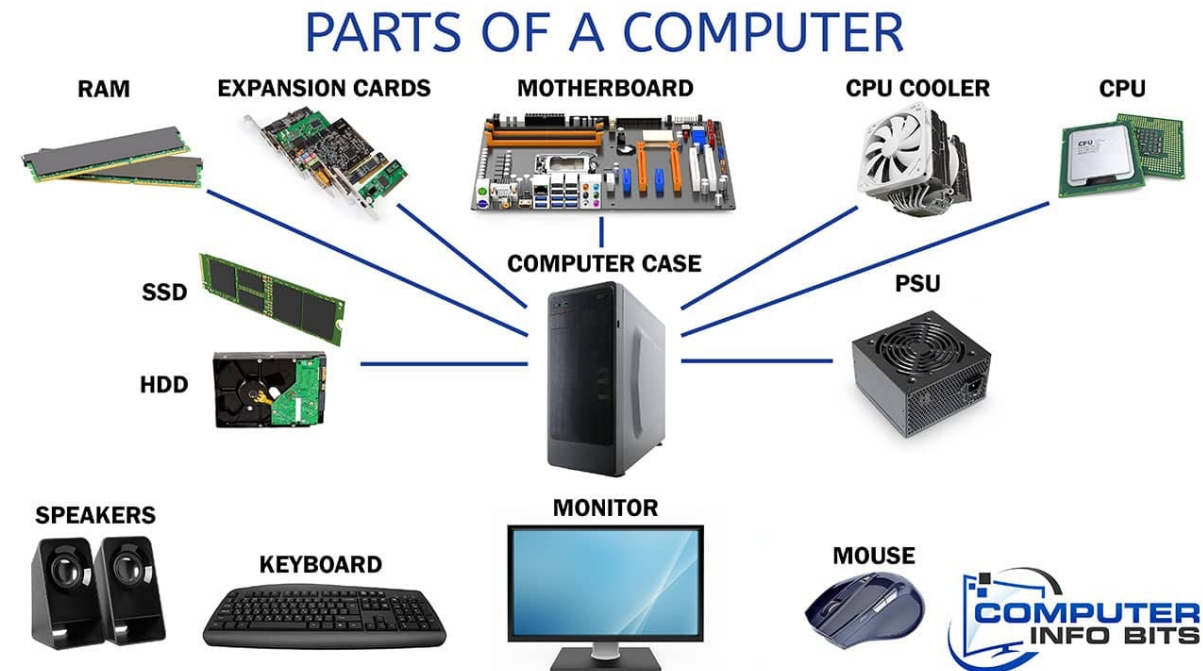 PARTS OF A COMPUTER
RAM
EXPANSION CARDS
MOTHERBOARD
CPU COOLER
CPU
CPU
COMPUTER CASE
SSD
PSU
HDD
SPEAKERS
KEYBOARD
MONITOR
MOUSE
COMPUTER
INFO BITS